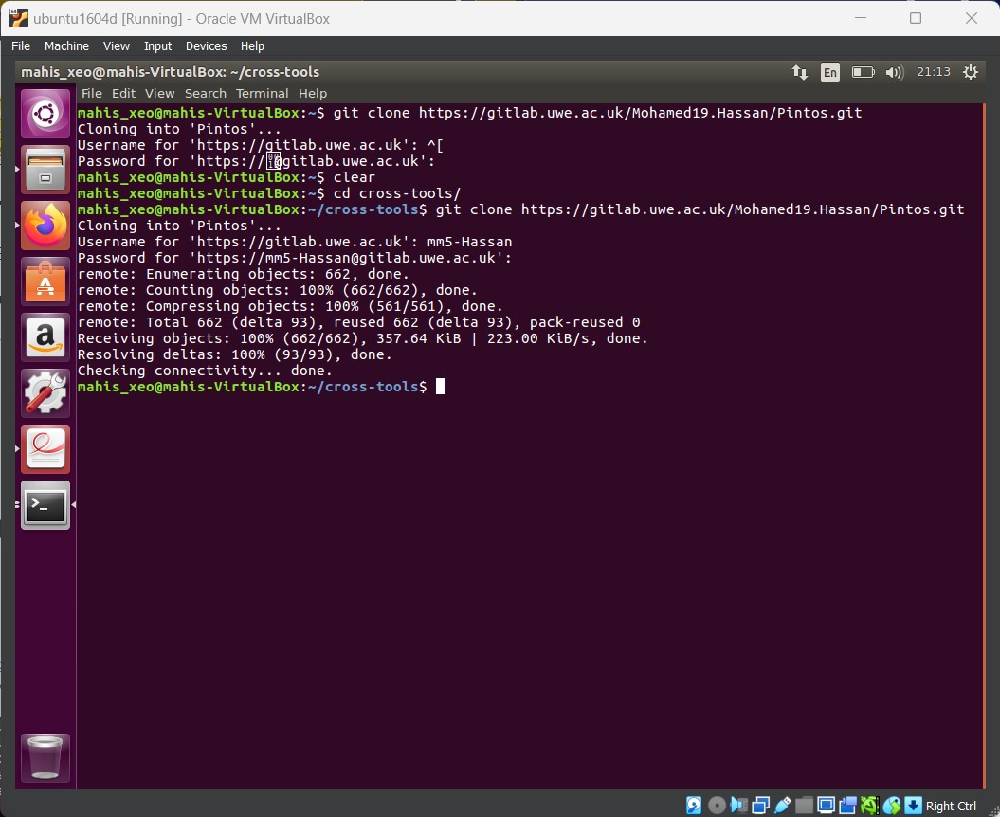 ubuntu1604d [Running] - Oracle VM VirtualBox
File Machine View Input Devices Help
mahis_xeo@mahis-VirtualBox: ~/cross-tools
En 21:13
File Edit View Search Terminal Help
mahis_xeo@mahis-VirtualBox:~$ git clone https://gitlab.uwe.ac.uk/Mohamed19.Hassan/Pintos.git
Cloning into 'Pintos'...
Username for 'https://gitlab.uwe.ac.uk': ^[
Password for 'https://@gitlab.uwe.ac.uk':
mahis_xeo@mahis-VirtualBox:~$ clear
mahis_xeo@mahis-VirtualBox:~$ cd cross-tools/
mahis_xeo@mahis-VirtualBox:~/cross-tools$ git clone https://gitlab.uwe.ac.uk/Mohamed19.Hassan/Pintos.git
Cloning into 'Pintos'...
Username for 'https://gitlab.uwe.ac.uk': mm5-Hassan
Password for 'https://mm5-Hassan@gitlab.uwe.ac.uk':
remote: Enumerating objects: 662, done.
remote: Counting objects: 100% (662/662), done.
remote: Compressing objects: 100% (561/561), done.
remote: Total 662 (delta 93), reused 662 (delta 93), pack-reused 0
Receiving objects: 100% (662/662), 357.64 KiB | 223.00 KiB/s, done.
Resolving deltas: 100% (93/93), done.
Checking connectivity... done.
mahis_xeo@mahis-VirtualBox:~/cross-tools$
Right Ctrl